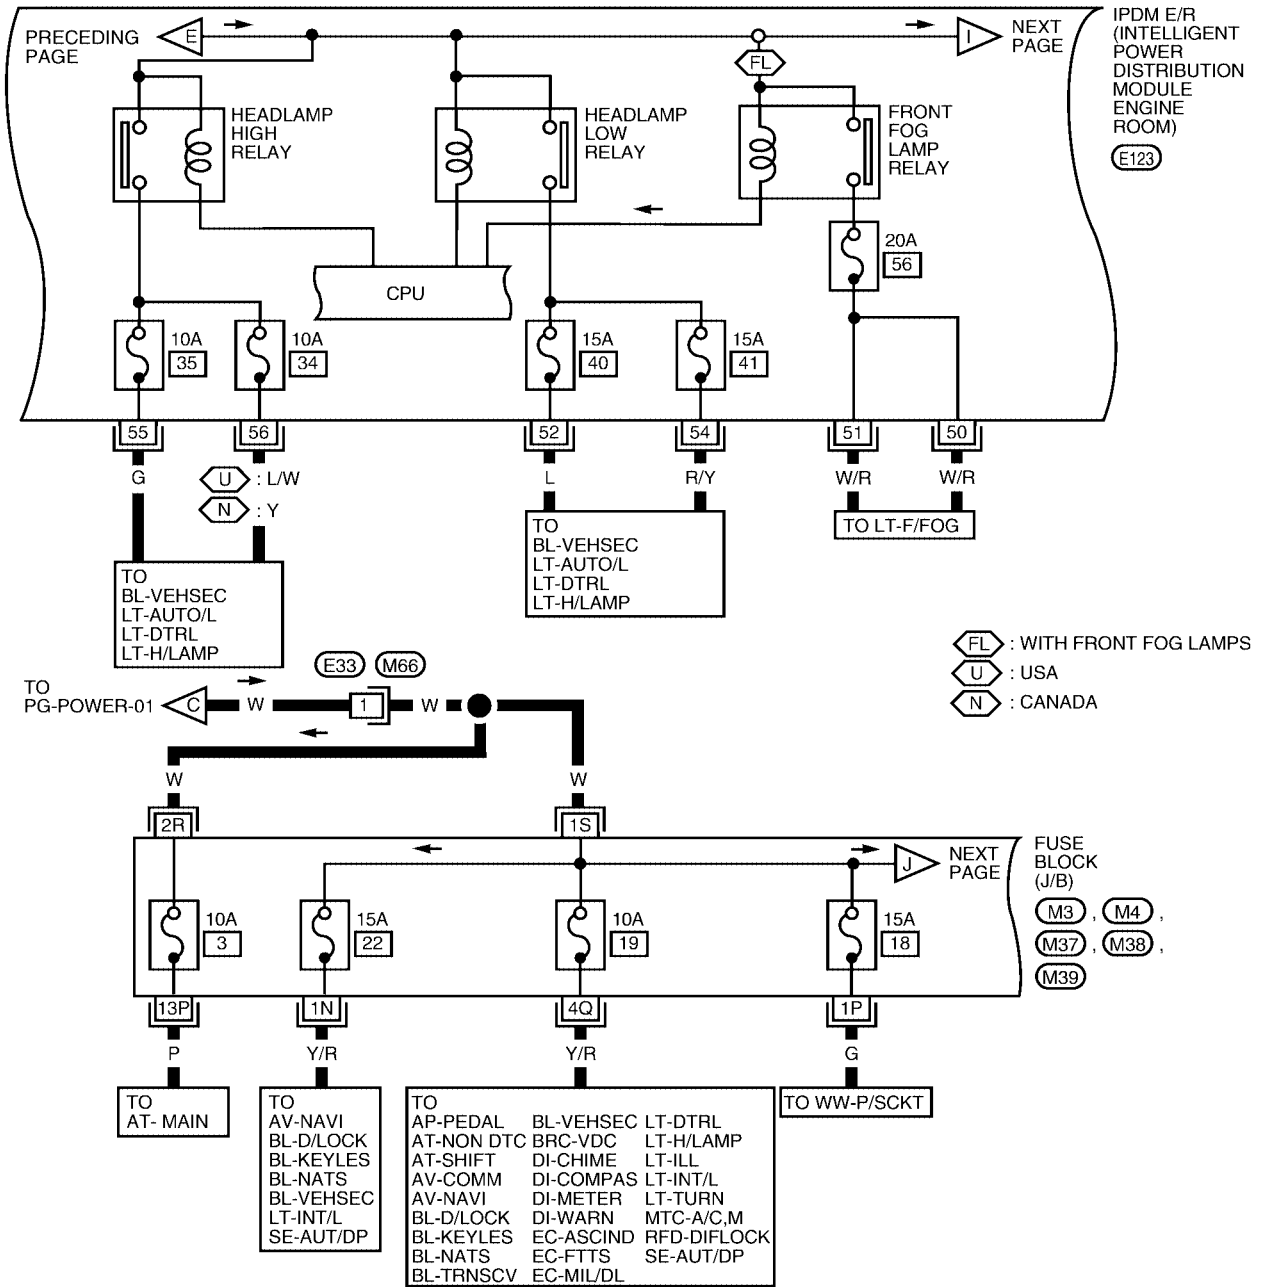 PRECEDING
PAGE
E
I
NEXT
PAGE
IPDM E/R
(INTELLIGENT
POWER
DISTRIBUTION
MODULE
ENGINE
ROOM)
E123
FL
HEADLAMP
HIGH
RELAY
HEADLAMP
LOW
RELAY
FRONT
FOG
LAMP
RELAY
CPU
20A
56
10A
35
10A
34
15A
40
15A
41
55
56
52
54
51
50
G
U : L/W
N : Y
L
R/Y
W/R
W/R
TO
BL-VEHSEC
LT-AUTO/L
LT-DTRL
LT-H/LAMP
TO
BL-VEHSEC
LT-AUTO/L
LT-DTRL
LT-H/LAMP
TO LT-F/FOG
FL : WITH FRONT FOG LAMPS
U : USA
N : CANADA
E33
M66
TO
PG-POWER-01
C
W
1
W
W
W
2R
1S
J
NEXT
PAGE
FUSE
BLOCK
(J/B)
M3 , M4 ,
M37 , M38 ,
M39
10A
3
15A
22
10A
19
15A
18
13P
1N
4Q
1P
P
Y/R
Y/R
G
TO
AT- MAIN
TO
AV-NAVI
BL-D/LOCK
BL-KEYLES
BL-NATS
BL-VEHSEC
LT-INT/L
SE-AUT/DP
TO
AP-PEDAL BL-VEHSEC LT-DTRL
AT-NON DTC BRC-VDC LT-H/LAMP
AT-SHIFT DI-CHIME LT-ILL
AV-COMM DI-COMPAS LT-INT/L
AV-NAVI DI-METER LT-TURN
BL-D/LOCK DI-WARN MTC-A/C,M
BL-KEYLES EC-ASCIND RFD-DIFLOCK
BL-NATS EC-FTTS SE-AUT/DP
BL-TRNSCV EC-MIL/DL
TO WW-P/SCKT